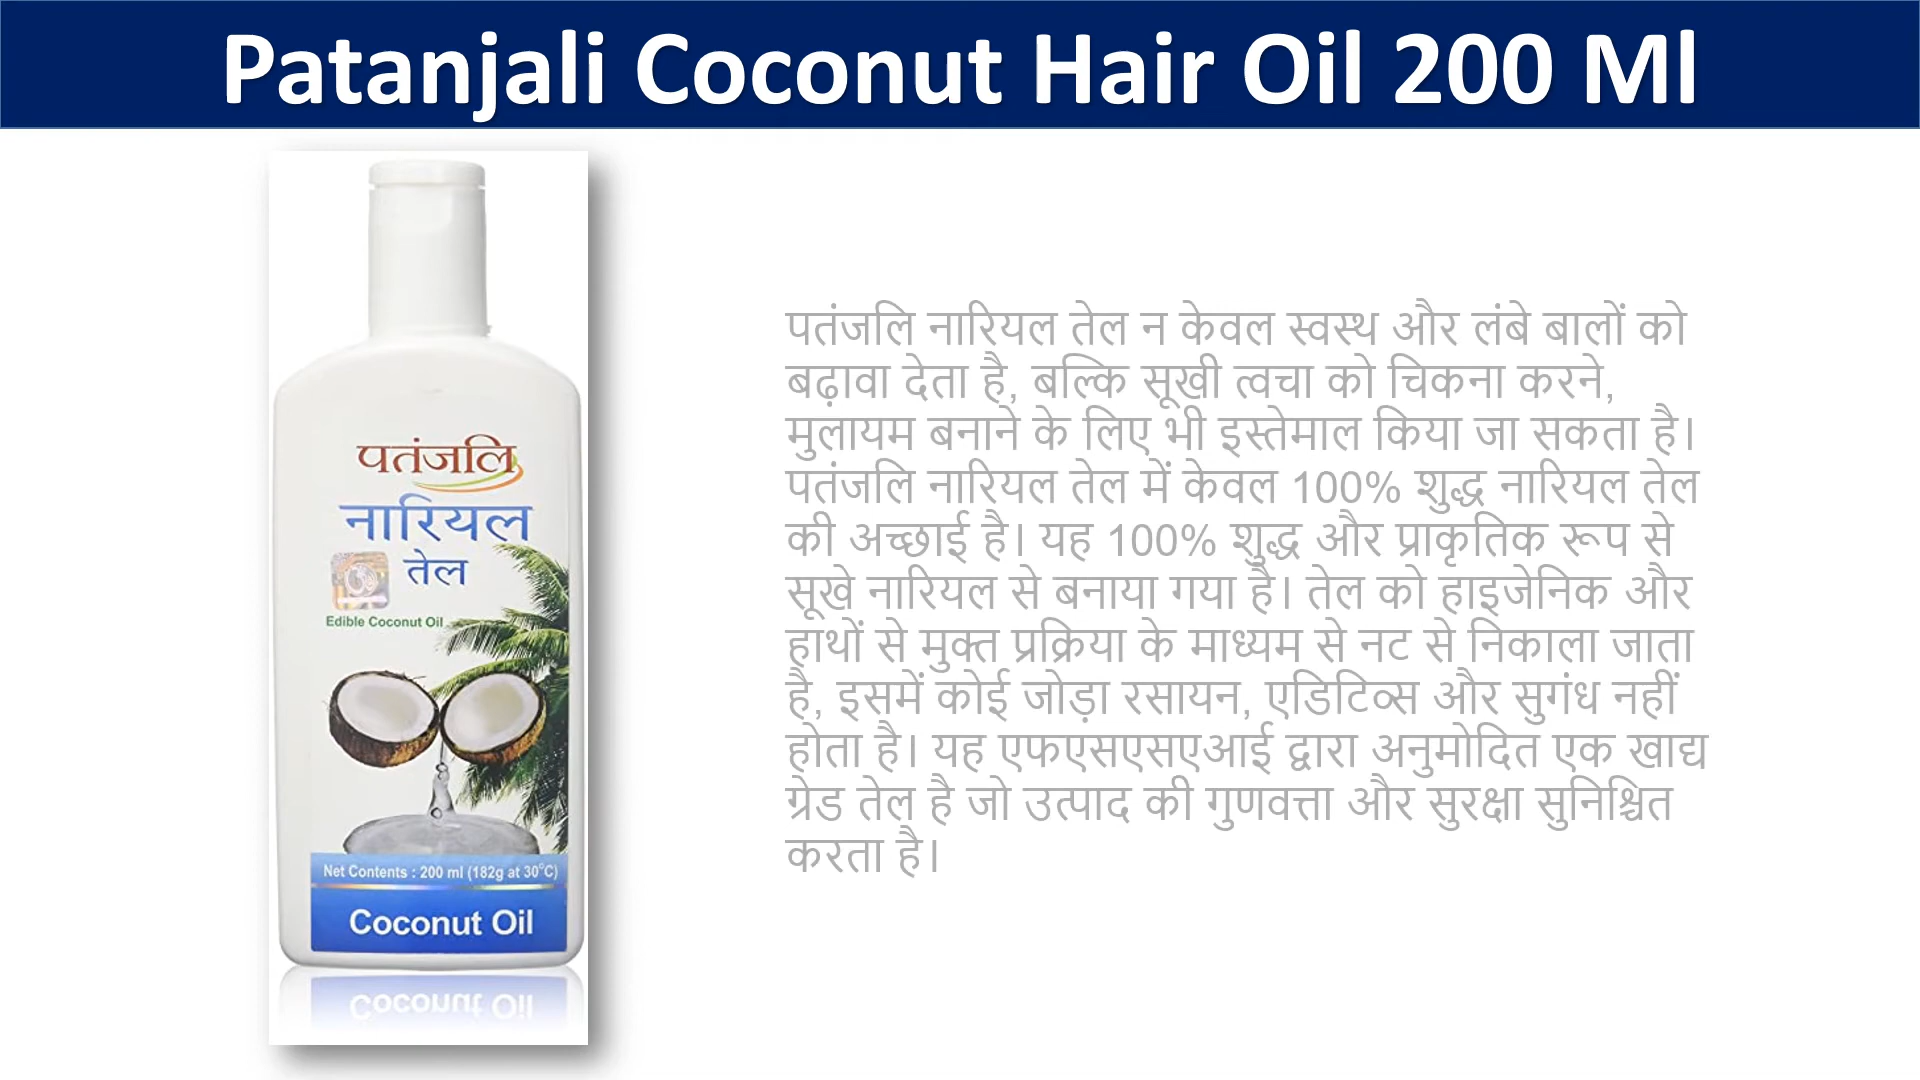 Patanjali Coconut Hair Oil 200 Ml
पतंजलि
नारियल
तेल
Edible Coconut Oil
Net Contents : 200 ml (182g at 30°C)
Coconut Oil
पतंजलि नारियल तेल न केवल स्वस्थ और लंबे बालों को
बढ़ावा देता है, बल्कि सूखी त्वचा को चिकना करने,
मुलायम बनाने के लिए भी इस्तेमाल किया जा सकता है।
पतंजलि नारियल तेल में केवल 100% शुद्ध नारियल तेल
की अच्छाई है। यह 100% शुद्ध और प्राकृतिक रूप से
सूखे नारियल से बनाया गया है। तेल को हाइजेनिक और
हाथों से मुक्त प्रक्रिया के माध्यम से नट से निकाला जाता
है, इसमें कोई जोड़ा रसायन, एडिटिव्स और सुगंध नहीं
होता है। यह एफएसएसएआई द्वारा अनुमोदित एक खाद्य
ग्रेड तेल है जो उत्पाद की गुणवत्ता और सुरक्षा सुनिश्चित
करता है।